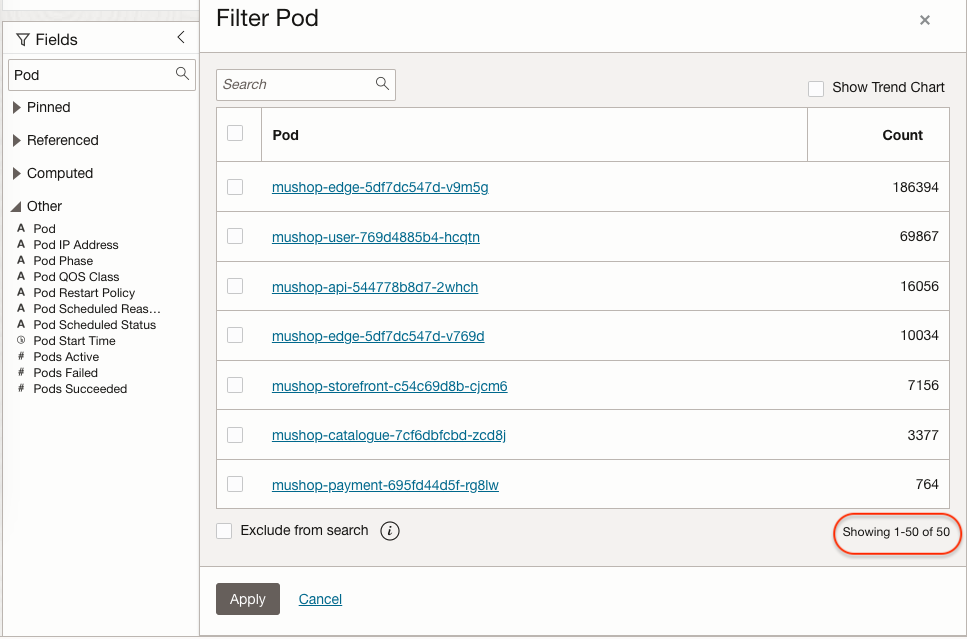 Filter Pod
×
Fields
Pod
Pinned
Referenced
Computed
Other
A Pod
A Pod IP Address
A Pod Phase
A Pod QOS Class
A Pod Restart Policy
A Pod Scheduled Reas...
A Pod Scheduled Status
Pod Start Time
# Pods Active
# Pods Failed
# Pods Succeeded
Search
Show Trend Chart
Pod Count
mushop-edge-5df7dc547d-v9m5g 186394
mushop-user-769d4885b4-hcqtn 69867
mushop-api-544778b8d7-2whch 16056
mushop-edge-5df7dc547d-v769d 10034
mushop-storefront-c54c69d8b-cjcm6 7156
mushop-catalogue-7cf6dbfcbd-zcd8j 3377
mushop-payment-695fd44d5f-rg8lw 764
Exclude from search i
Showing 1-50 of 50
Apply Cancel